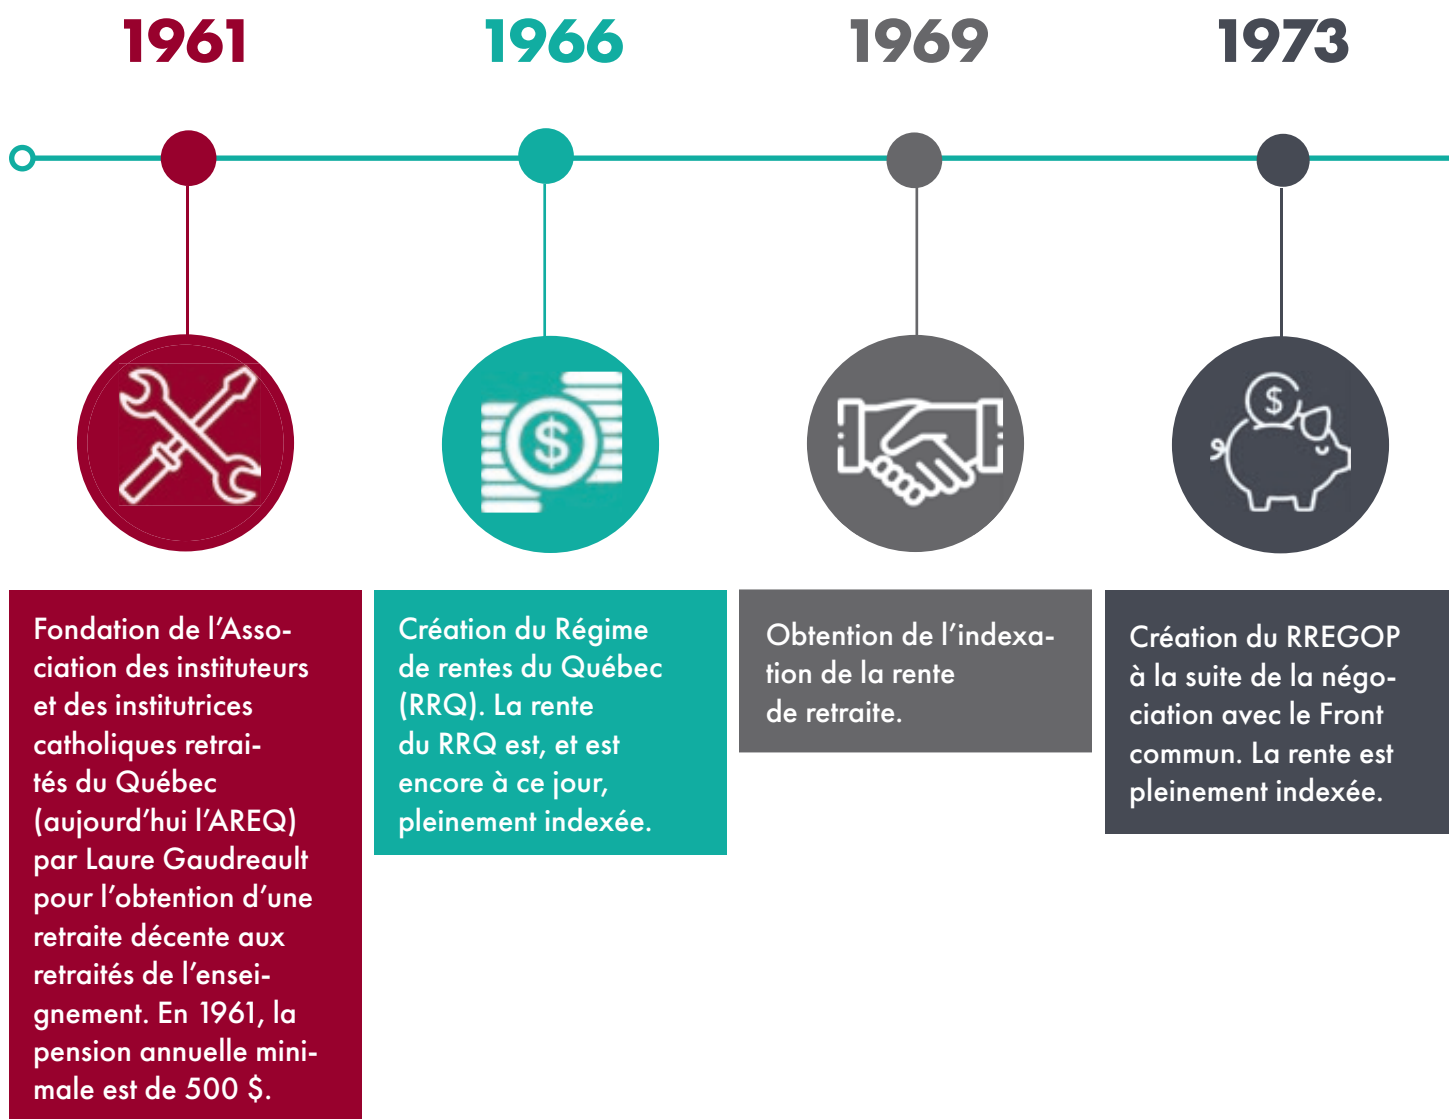 1961
Fondation de l'Asso-
ciation des instituteurs
et des institutrices
catholiques retrai-
tés du Québec
(aujourd'hui l'AREQ)
par Laure Gaudreault
pour l'obtention d'une
retraite décente aux
retraités de l'ensei-
gnement. En 1961, la
pension annuelle mini-
male est de 500 $.
1966
$
Création du Régime
de rentes du Québec
(RRQ). La rente
du RRQ est, et est
encore à ce jour,
pleinement indexée.
1969
Obtention de l'indexa-
tion de la rente
de retraite.
1973
$
Création du RREGOP
à la suite de la négo-
ciation avec le Front
commun. La rente est
pleinement indexée.